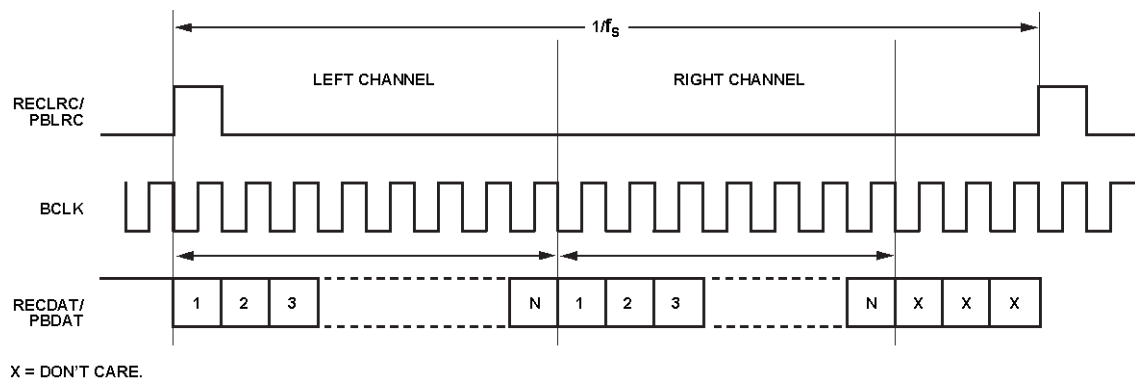 1/fS
LEFT CHANNEL RIGHT CHANNEL
RECLRC/
PBLRC
BCLK
RECDAT/
PBDAT
1 2 3 N 1 2 3 N X X X
X = DON'T CARE.